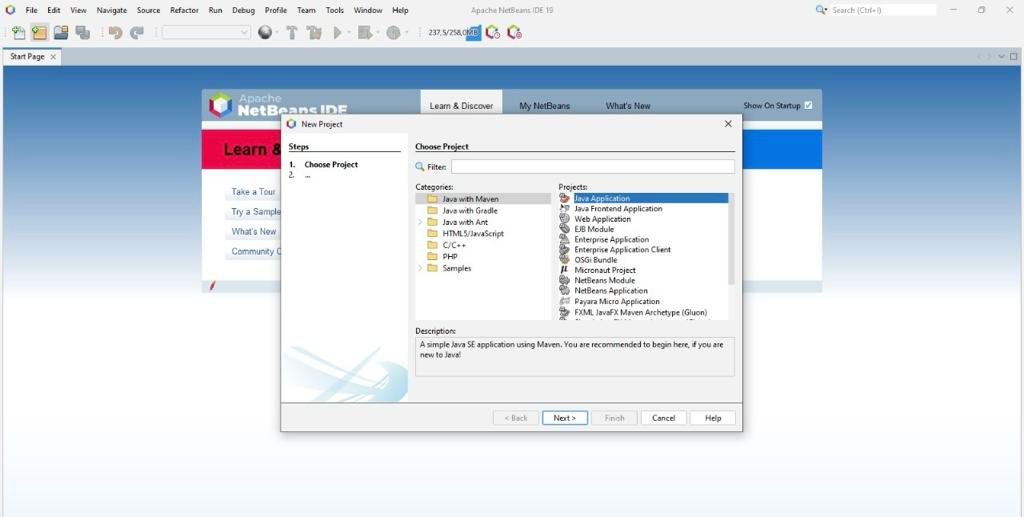 File Edit View Navigate Source Refactor Run Debug Profile Team Tools Window Help
Apache NetBeans IDE 19
Search (Ctrl+I)
237,5/258,0MB
Start Page
Apache
NetBeans IDE
Learn & Discover
My NetBeans
What's New
Show On Startup
Learn &
Take a Tour
Try a Sample
What's New
Community C
New Project
Steps
1. Choose Project
2. ...
Choose Project
Filter:
Categories:
Java with Maven
Java with Gradle
Java with Ant
HTML5/JavaScript
C/C++
PHP
Samples
Projects:
Java Application
Java Frontend Application
Web Application
EJB Module
Enterprise Application
Enterprise Application Client
OSGi Bundle
Micronaut Project
NetBeans Module
NetBeans Application
Payara Micro Application
FXML JavaFX Maven Archetype (Gluon)
Description:
A simple Java SE application using Maven. You are recommended to begin here, if you are
new to Java!
< Back
Next >
Finish
Cancel
Help